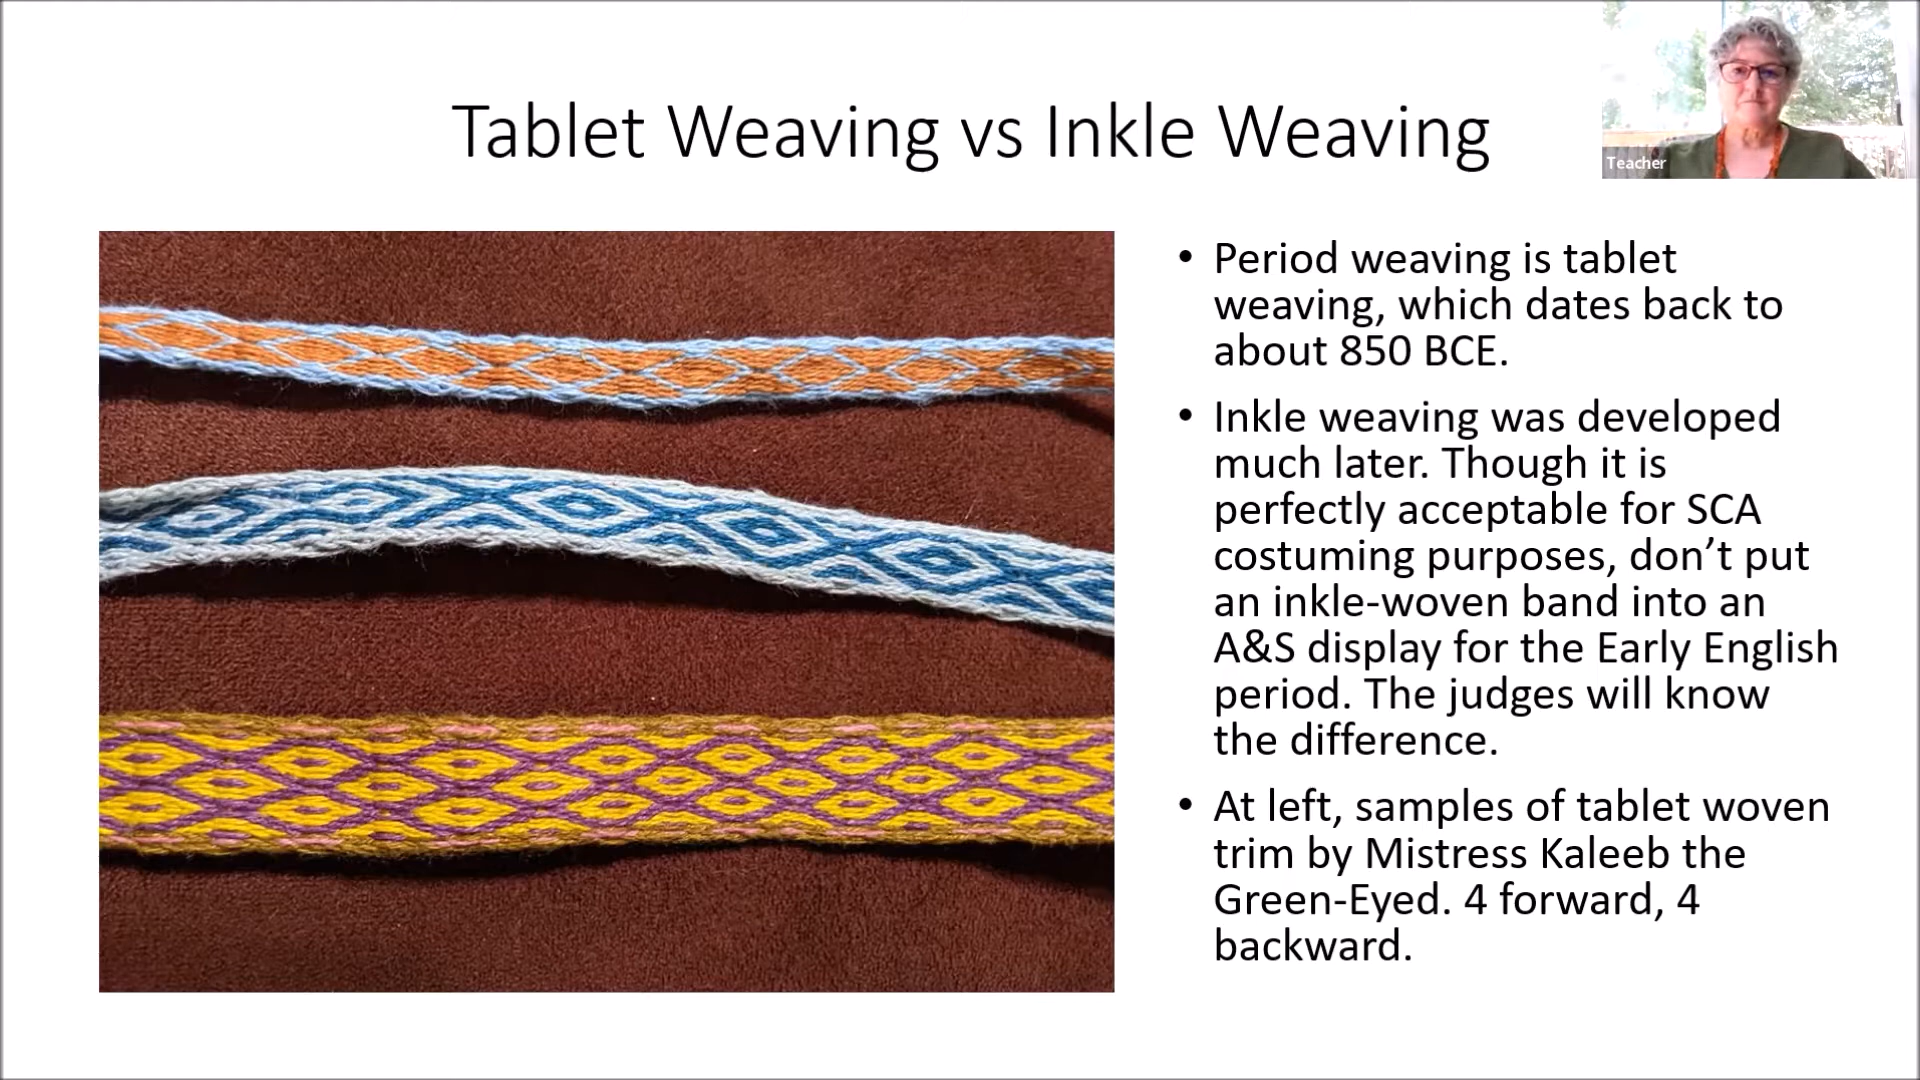 Tablet Weaving vs Inkle Weaving
Teacher
• Period weaving is tablet
weaving, which dates back to
about 850 BCE.
• Inkle weaving was developed
much later. Though it is
perfectly acceptable for SCA
costuming purposes, don’t put
an inkle-woven band into an
A&S display for the Early English
period. The judges will know
the difference.
• At left, samples of tablet woven
trim by Mistress Kaleeb the
Green-Eyed. 4 forward, 4
backward.